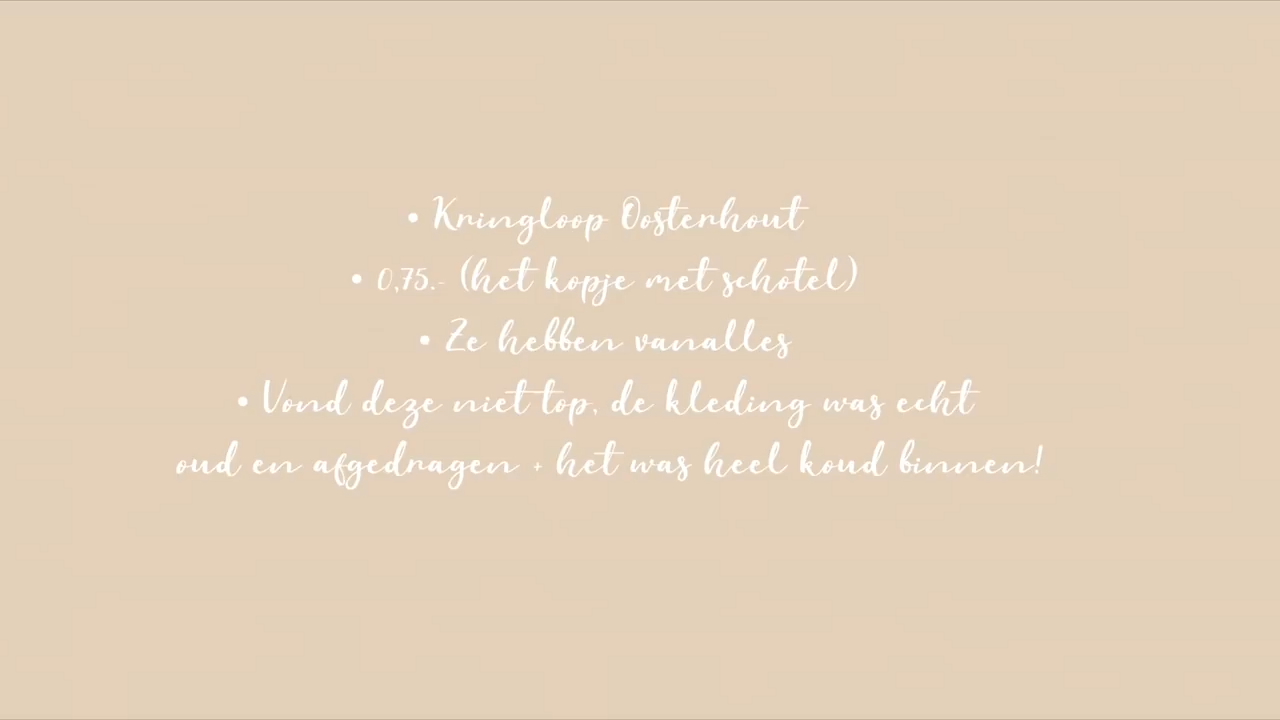 • Kringloop Oosterhout
• 0,75.- (het kopje met schotel)
• Ze hebben vanalles
• Vond deze niet top, de kleding was echt
oud en afgedragen + het was heel koud binnen!